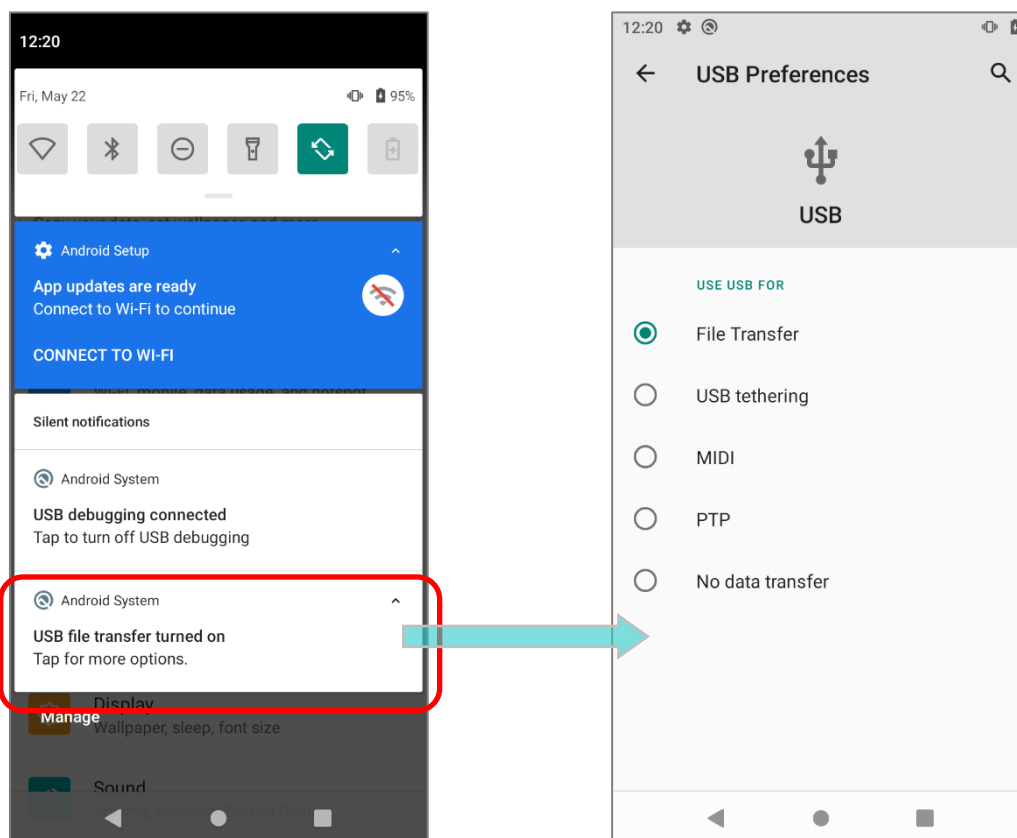 12:20
Fri, May 22
95%
Android Setup
App updates are ready
Connect to Wi-Fi to continue
CONNECT TO WI-FI
Silent notifications
Android System
USB debugging connected
Tap to turn off USB debugging
Android System
USB file transfer turned on
Tap for more options.
Display
Manage
Wallpaper, sleep, font size
Sound
12:20
USB Preferences
USB
USE USB FOR
File Transfer
USB tethering
MIDI
PTP
No data transfer